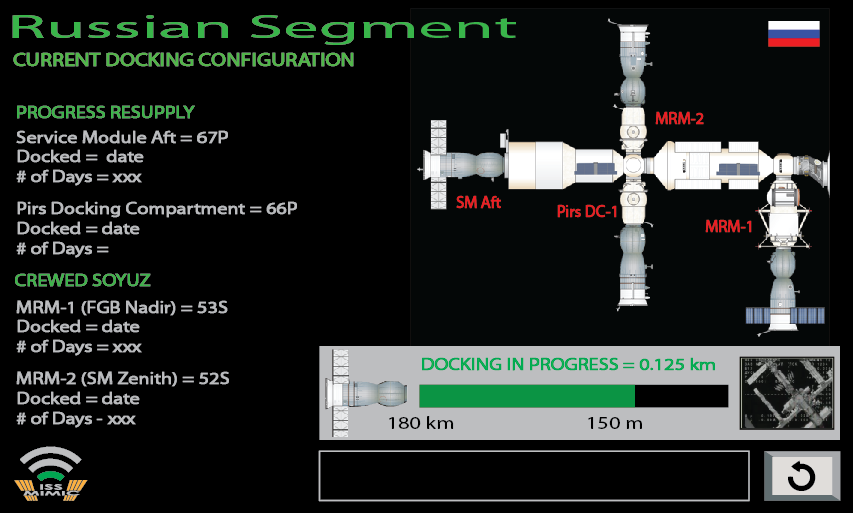 Russian Segment
CURRENT DOCKING CONFIGURATION
PROGRESS RESUPPLY
Service Module Aft = 67P
Docked = date
# of Days = xxx
Pirs Docking Compartment = 66P
Docked = date
# of Days =
CREWED SOYUZ
MRM-1 (FGB Nadir) = 53S
Docked = date
# of Days = xxx
MRM-2 (SM Zenith) = 52S
Docked = date
# of Days - xxx
ISS
MIMIC
MRM-2
SM Aft
Pirs DC-1
MRM-1
DOCKING IN PROGRESS = 0.125 km
180 km
150 m